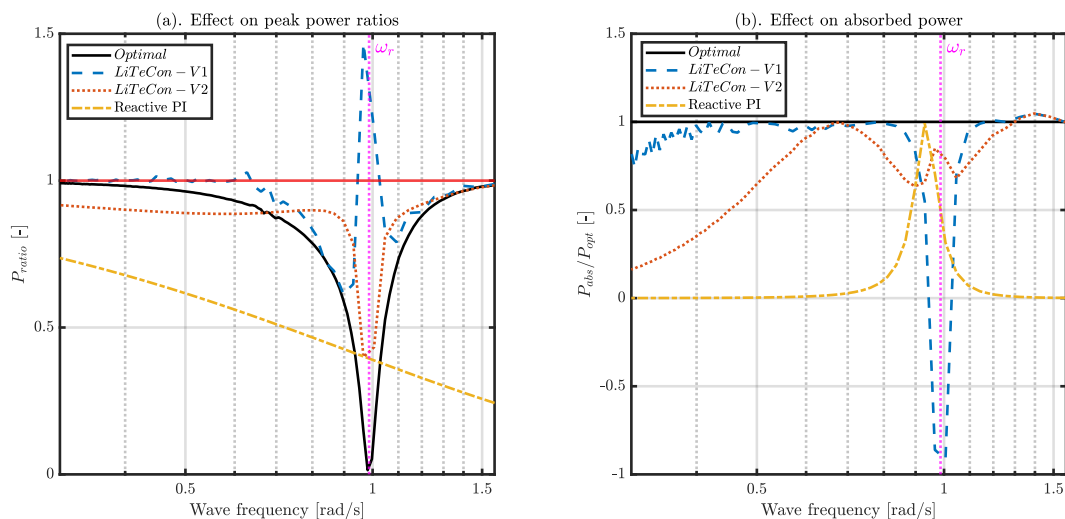 (a). Effect on peak power ratios
1.5
1
0.5
0
P_ratio [-]
Optimal
LiTeCon−V1
LiTeCon−V2
Reactive PI
ω_r
0.5
1
1.5
Wave frequency [rad/s]
(b). Effect on absorbed power
1.5
1
0.5
0
−0.5
−1
P_abs/P_opt [-]
Optimal
LiTeCon−V1
LiTeCon−V2
Reactive PI
ω_r
0.5
1
1.5
Wave frequency [rad/s]